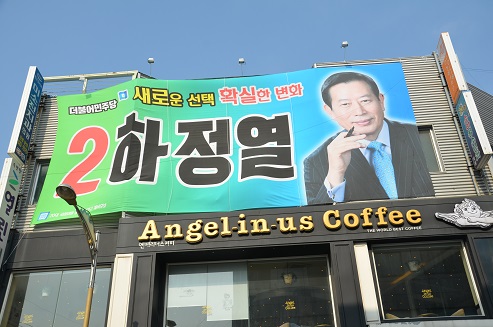 더불어민주당
새로운 선택 확실한 변화
2 하정열
Angel-in-us Coffee
엔제리너스커피
THE WORLD BEST COFFEE